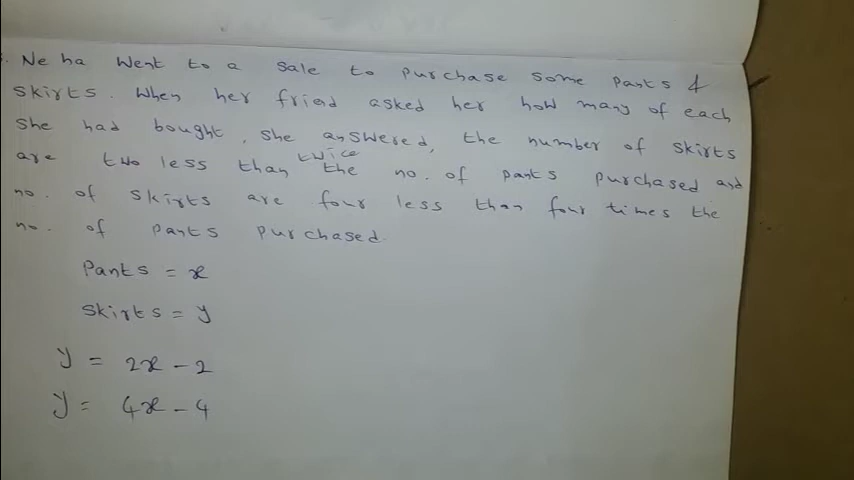 . Neha went to a sale to purchase some pants &
skirts. When her friend asked her how many of each
she had bought, she answered, the number of skirts
are two less than twice the no. of pants purchased and
no. of skirts are four less than four times the
no. of pants purchased.
Pants = x
Skirts = y
y = 2x - 2
y = 4x - 4